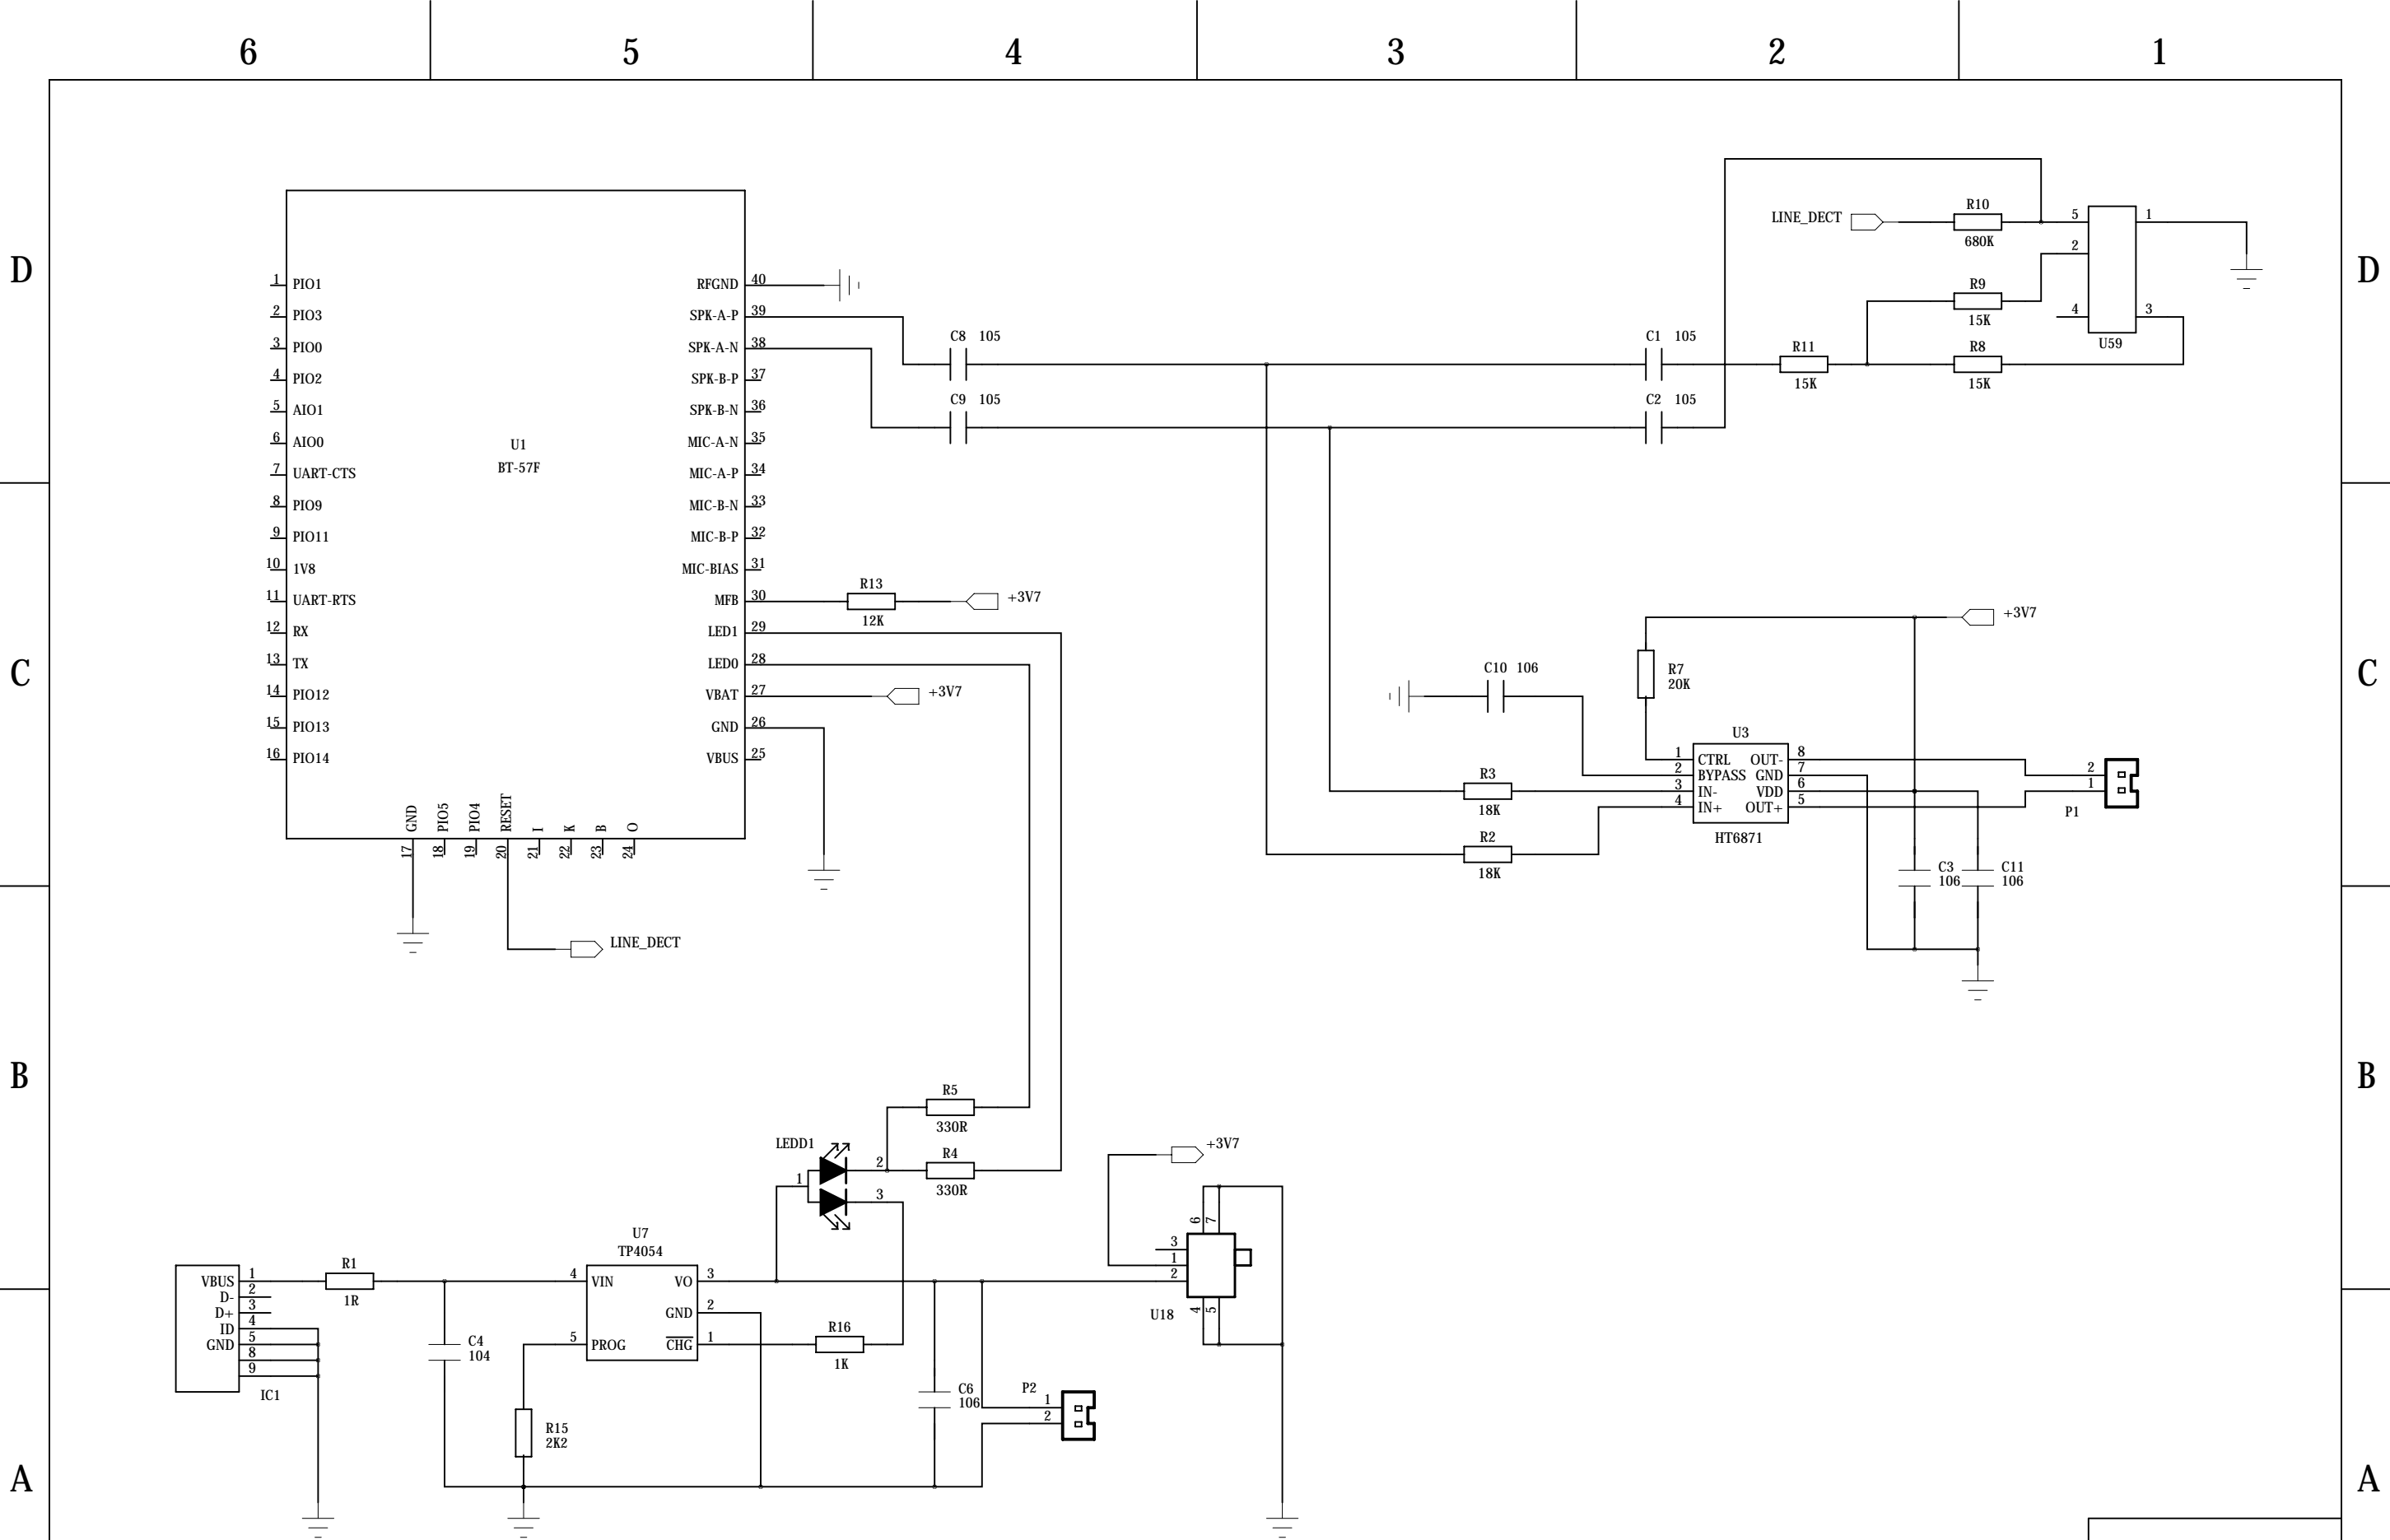 6 5 4 3 2 1
D
C
B
A
D
C
B
A
U1
BT-57F
1 PIO1
2 PIO3
3 PIO0
4 PIO2
5 AIO1
6 AIO0
7 UART-CTS
8 PIO9
9 PIO11
10 1V8
11 UART-RTS
12 RX
13 TX
14 PIO12
15 PIO13
16 PIO14
RFGND 40
SPK-A-P 39
SPK-A-N 38
SPK-B-P 37
SPK-B-N 36
MIC-A-N 35
MIC-A-P 34
MIC-B-N 33
MIC-B-P 32
MIC-BIAS 31
MFB 30
LED1 29
LED0 28
VBAT 27
GND 26
VBUS 25
GND 17
PIO5 18
PIO4 19
RESET 20
I 21
K 22
B 23
O 24
LINE_DECT
R13
12K
+3V7
+3V7
C8 105
C9 105
C1 105
C2 105
R11
15K
LINE_DECT
R10
680K
R9
15K
R8
15K
5
2
4
1
3
U59
C10 106
R7
20K
+3V7
R3
18K
R2
18K
U3
1 CTRL
2 BYPASS
3 IN-
4 IN+
OUT- 8
GND 7
VDD 6
OUT+ 5
HT6871
2
1
P1
C3
106
C11
106
R5
330R
R4
330R
LEDD1
1
2
3
+3V7
6
7
3
1
2
4
5
U18
VBUS 1
D- 2
D+ 3
ID 4
GND 5
8
9
IC1
R1
1R
C4
104
U7
TP4054
4 VIN
5 PROG
VO 3
GND 2
CHG 1
R16
1K
R15
2K2
C6
106
P2
1
2